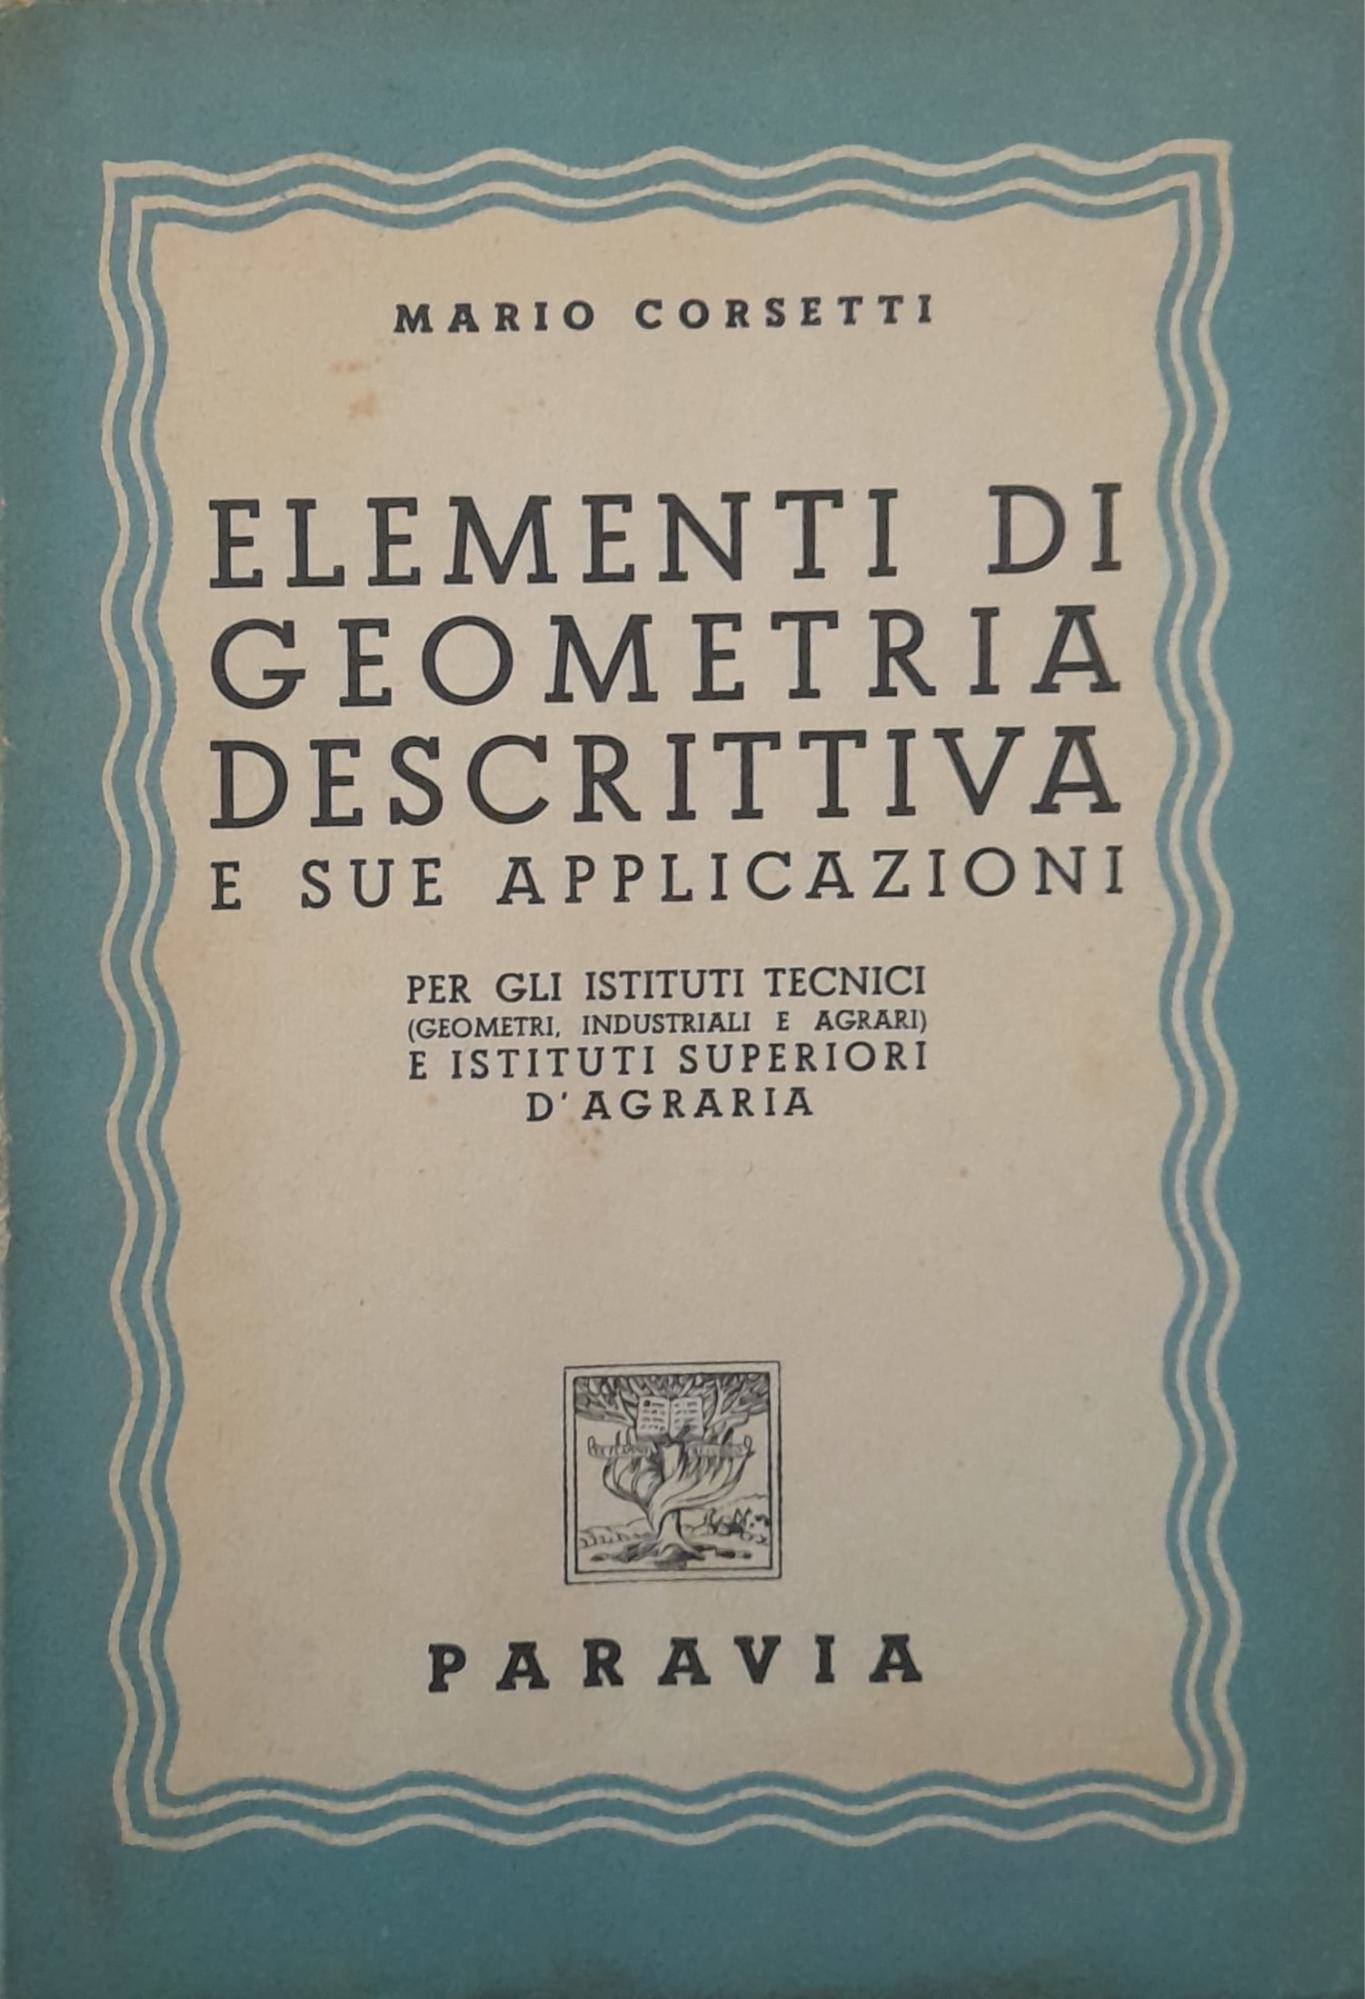 MARIO CORSETTI
ELEMENTI DI
GEOMETRIA
DESCRITTIVA
E SUE APPLICAZIONI
PER GLI ISTITUTI TECNICI
(GEOMETRI, INDUSTRIALI E AGRARI)
E ISTITUTI SUPERIORI
D'AGRARIA
PARAVIA